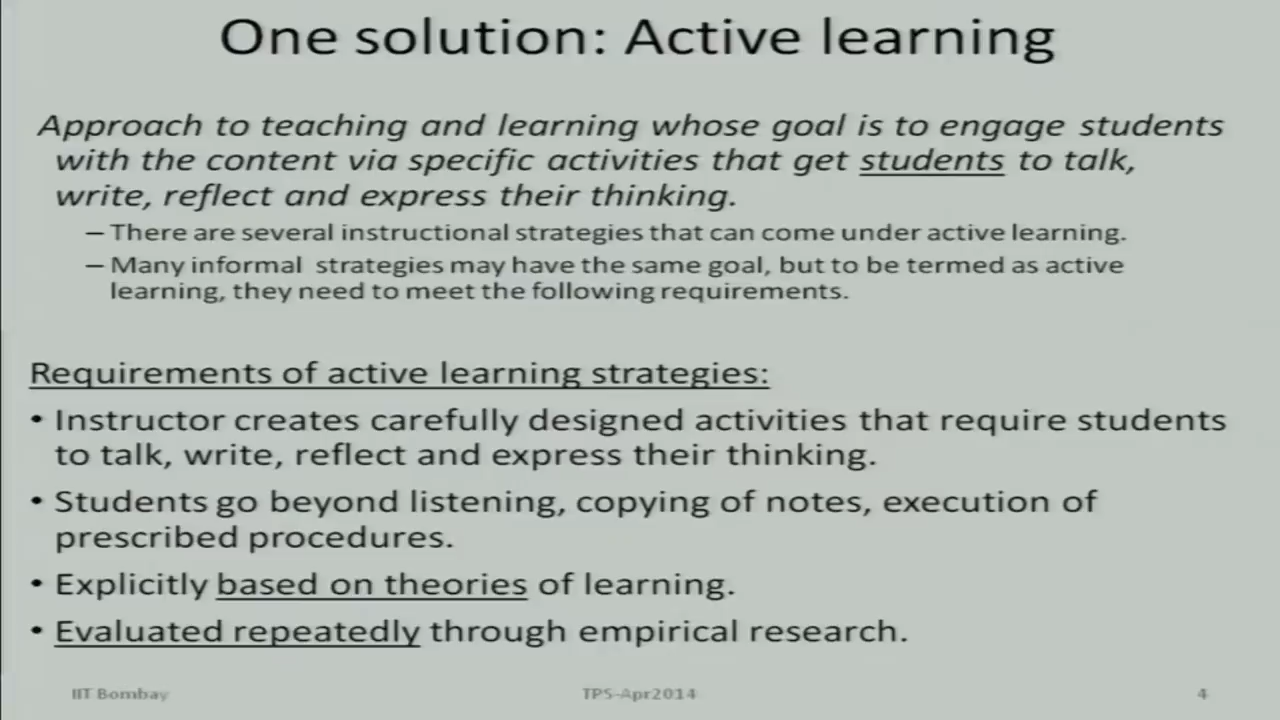 One solution: Active learning
Approach to teaching and learning whose goal is to engage students
with the content via specific activities that get students to talk,
write, reflect and express their thinking.
– There are several instructional strategies that can come under active learning.
– Many informal strategies may have the same goal, but to be termed as active
learning, they need to meet the following requirements.
Requirements of active learning strategies:
• Instructor creates carefully designed activities that require students
to talk, write, reflect and express their thinking.
• Students go beyond listening, copying of notes, execution of
prescribed procedures.
• Explicitly based on theories of learning.
• Evaluated repeatedly through empirical research.
IIT Bombay TPS-Apr2014 4